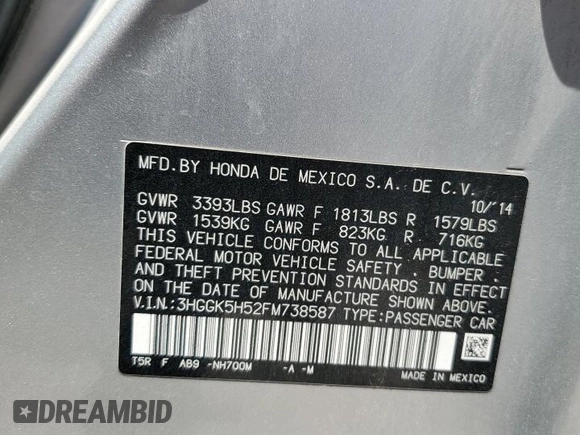 MFD.BY HONDA DE MEXICO S.A. DE C.V.
10/'14
GVWR 3393LBS GAWR F 1813LBS R 1579LBS
GVWR 1539KG GAWR F 823KG R 716KG
THIS VEHICLE CONFORMS TO ALL APPLICABLE
FEDERAL MOTOR VEHICLE SAFETY . BUMPER .
AND THEFT PREVENTION STANDARDS IN EFFECT
ON THE DATE OF MANUFACTURE SHOWN ABOVE.
V.I.N.:3HGGK5H52FM738587 TYPE:PASSENGER CAR
T5R F AB9 -NH700M -A -M
MADE IN MEXICO
DREAMBID